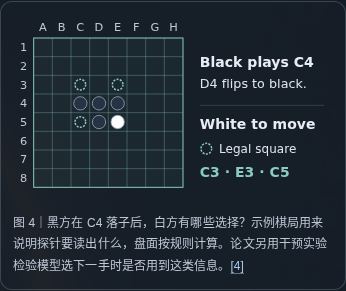 A B C D E F G H
1
2
3
4
5
6
7
8
Black plays C4
D4 flips to black.
White to move
Legal square
C3 · E3 · C5
图 4｜黑方在 C4 落子后，白方有哪些选择？示例棋局用来
说明探针要读出什么，盘面按规则计算。论文另用干预实验
检验模型选下一手时是否用到这类信息。[4]